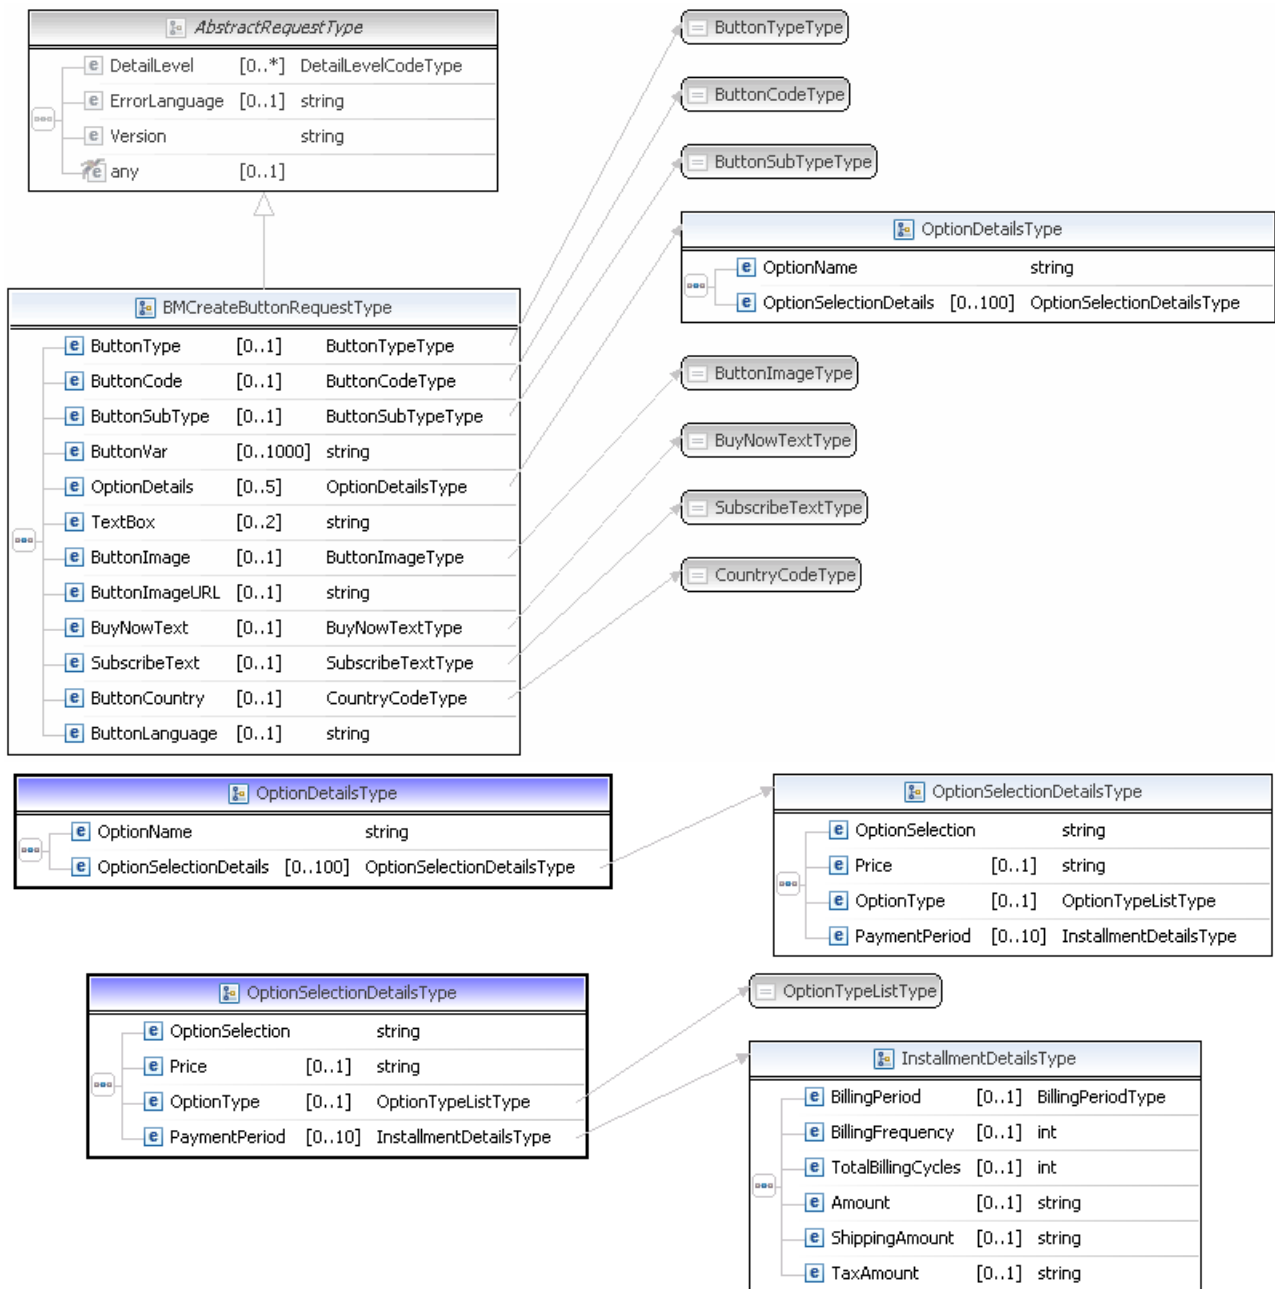 AbstractRequestType
DetailLevel [0..*] DetailLevelCodeType
ErrorLanguage [0..1] string
Version string
any [0..1]
ButtonTypeType
ButtonCodeType
ButtonSubTypeType
OptionDetailsType
OptionName string
OptionSelectionDetails [0..100] OptionSelectionDetailsType
BMCreateButtonRequestType
ButtonType [0..1] ButtonTypeType
ButtonCode [0..1] ButtonCodeType
ButtonSubType [0..1] ButtonSubTypeType
ButtonVar [0..1000] string
OptionDetails [0..5] OptionDetailsType
TextBox [0..2] string
ButtonImage [0..1] ButtonImageType
ButtonImageURL [0..1] string
BuyNowText [0..1] BuyNowTextType
SubscribeText [0..1] SubscribeTextType
ButtonCountry [0..1] CountryCodeType
ButtonLanguage [0..1] string
ButtonImageType
BuyNowTextType
SubscribeTextType
CountryCodeType
OptionDetailsType
OptionName string
OptionSelectionDetails [0..100] OptionSelectionDetailsType
OptionSelectionDetailsType
OptionSelection string
Price [0..1] string
OptionType [0..1] OptionTypeListType
PaymentPeriod [0..10] InstallmentDetailsType
OptionSelectionDetailsType
OptionSelection string
Price [0..1] string
OptionType [0..1] OptionTypeListType
PaymentPeriod [0..10] InstallmentDetailsType
OptionTypeListType
InstallmentDetailsType
BillingPeriod [0..1] BillingPeriodType
BillingFrequency [0..1] int
TotalBillingCycles [0..1] int
Amount [0..1] string
ShippingAmount [0..1] string
TaxAmount [0..1] string